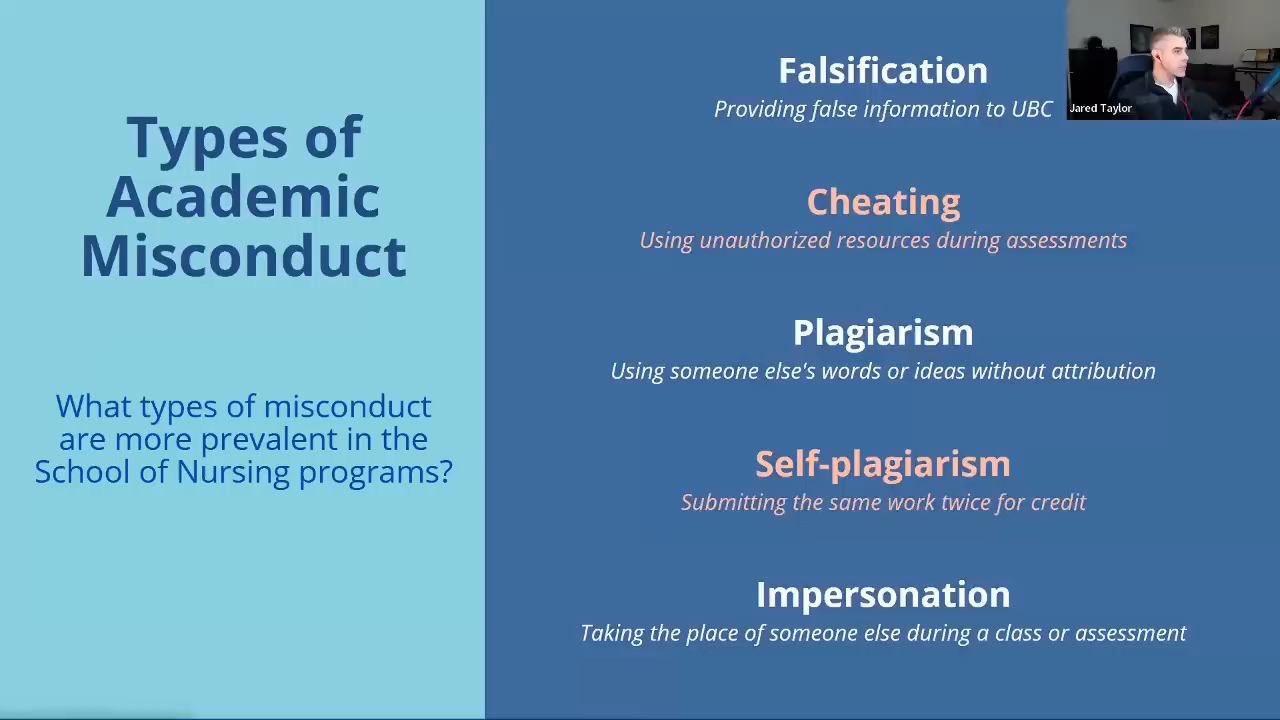 Types of
Academic
Misconduct
What types of misconduct
are more prevalent in the
School of Nursing programs?
Falsification
Providing false information to UBC
Jared Taylor
Cheating
Using unauthorized resources during assessments
Plagiarism
Using someone else's words or ideas without attribution
Self-plagiarism
Submitting the same work twice for credit
Impersonation
Taking the place of someone else during a class or assessment